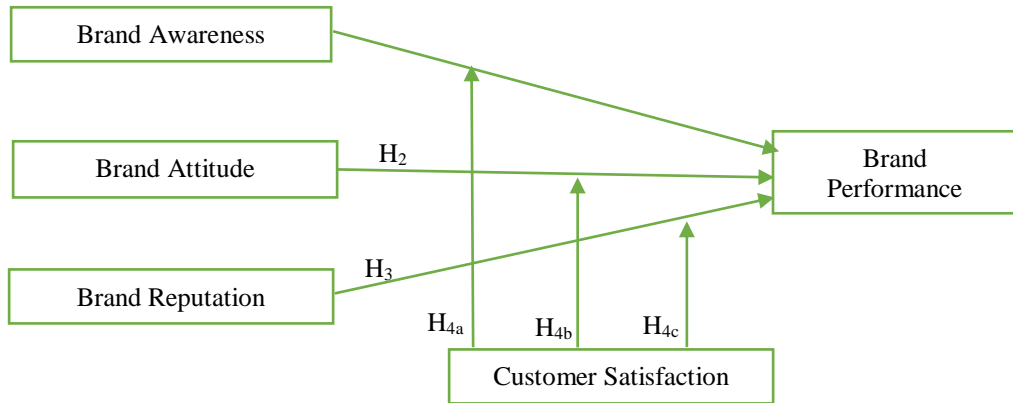 Brand Awareness
Brand Attitude
H2
Brand
Performance
Brand Reputation
H3
H4a
H4b
H4c
Customer Satisfaction